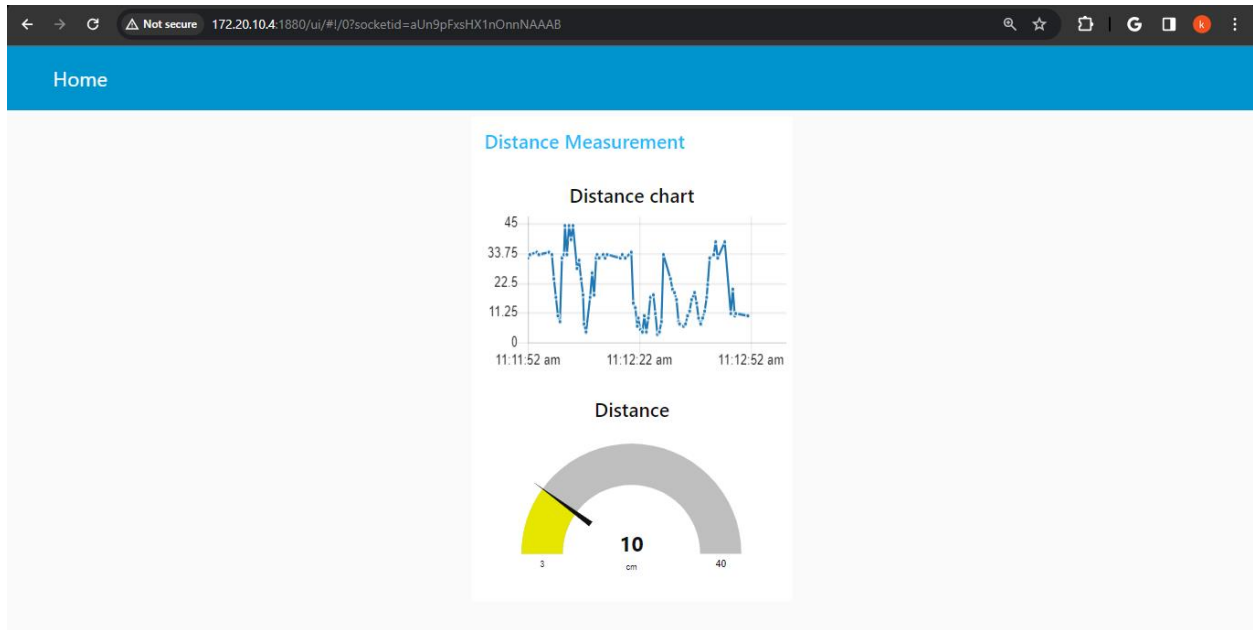 Not secure 172.20.10.4:1880/ui/#!/0?socketid=aUn9pFxsHX1nOnnNAAAB
G
k
Home
Distance Measurement
Distance chart
45
33.75
22.5
11.25
0
11:11:52 am 11:12:22 am 11:12:52 am
Distance
10
3 cm 40